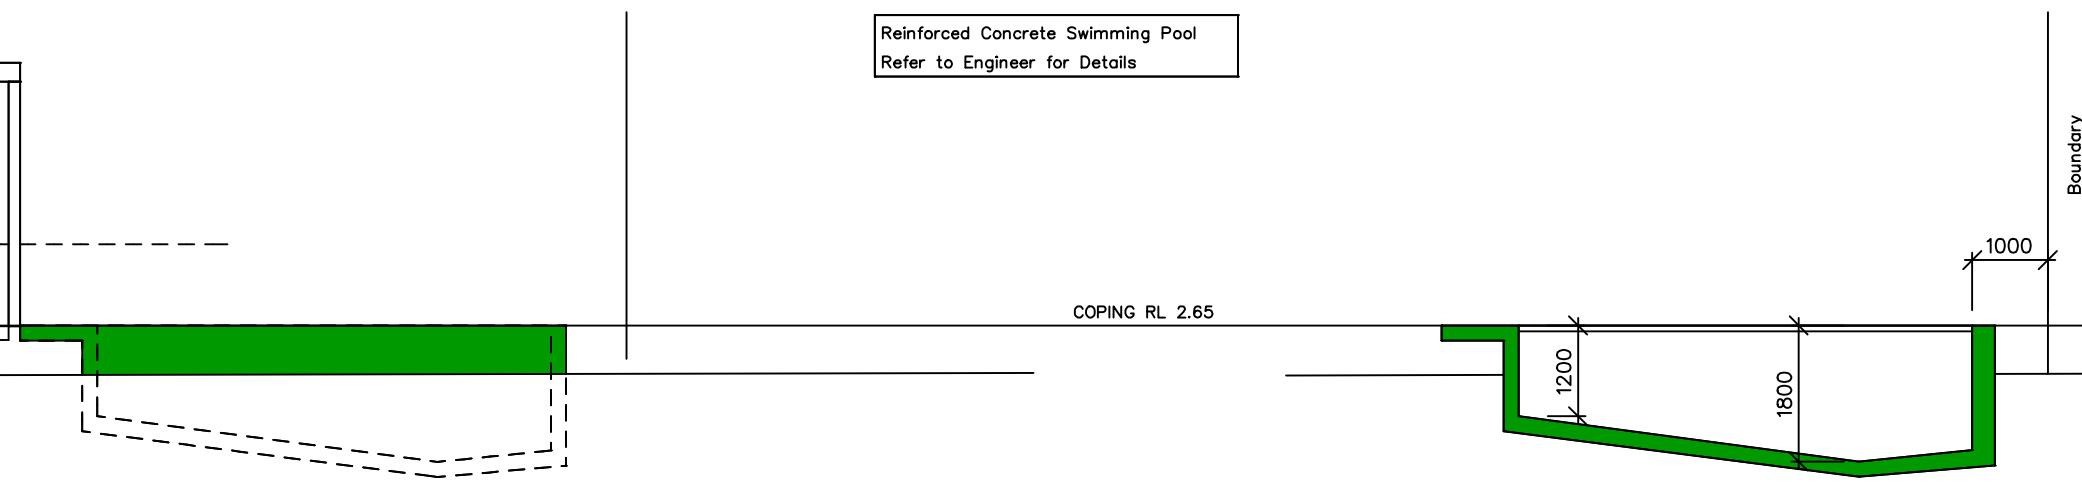 Reinforced Concrete Swimming Pool
Refer to Engineer for Details
Boundary
1000
COPING RL 2.65
1200
1800